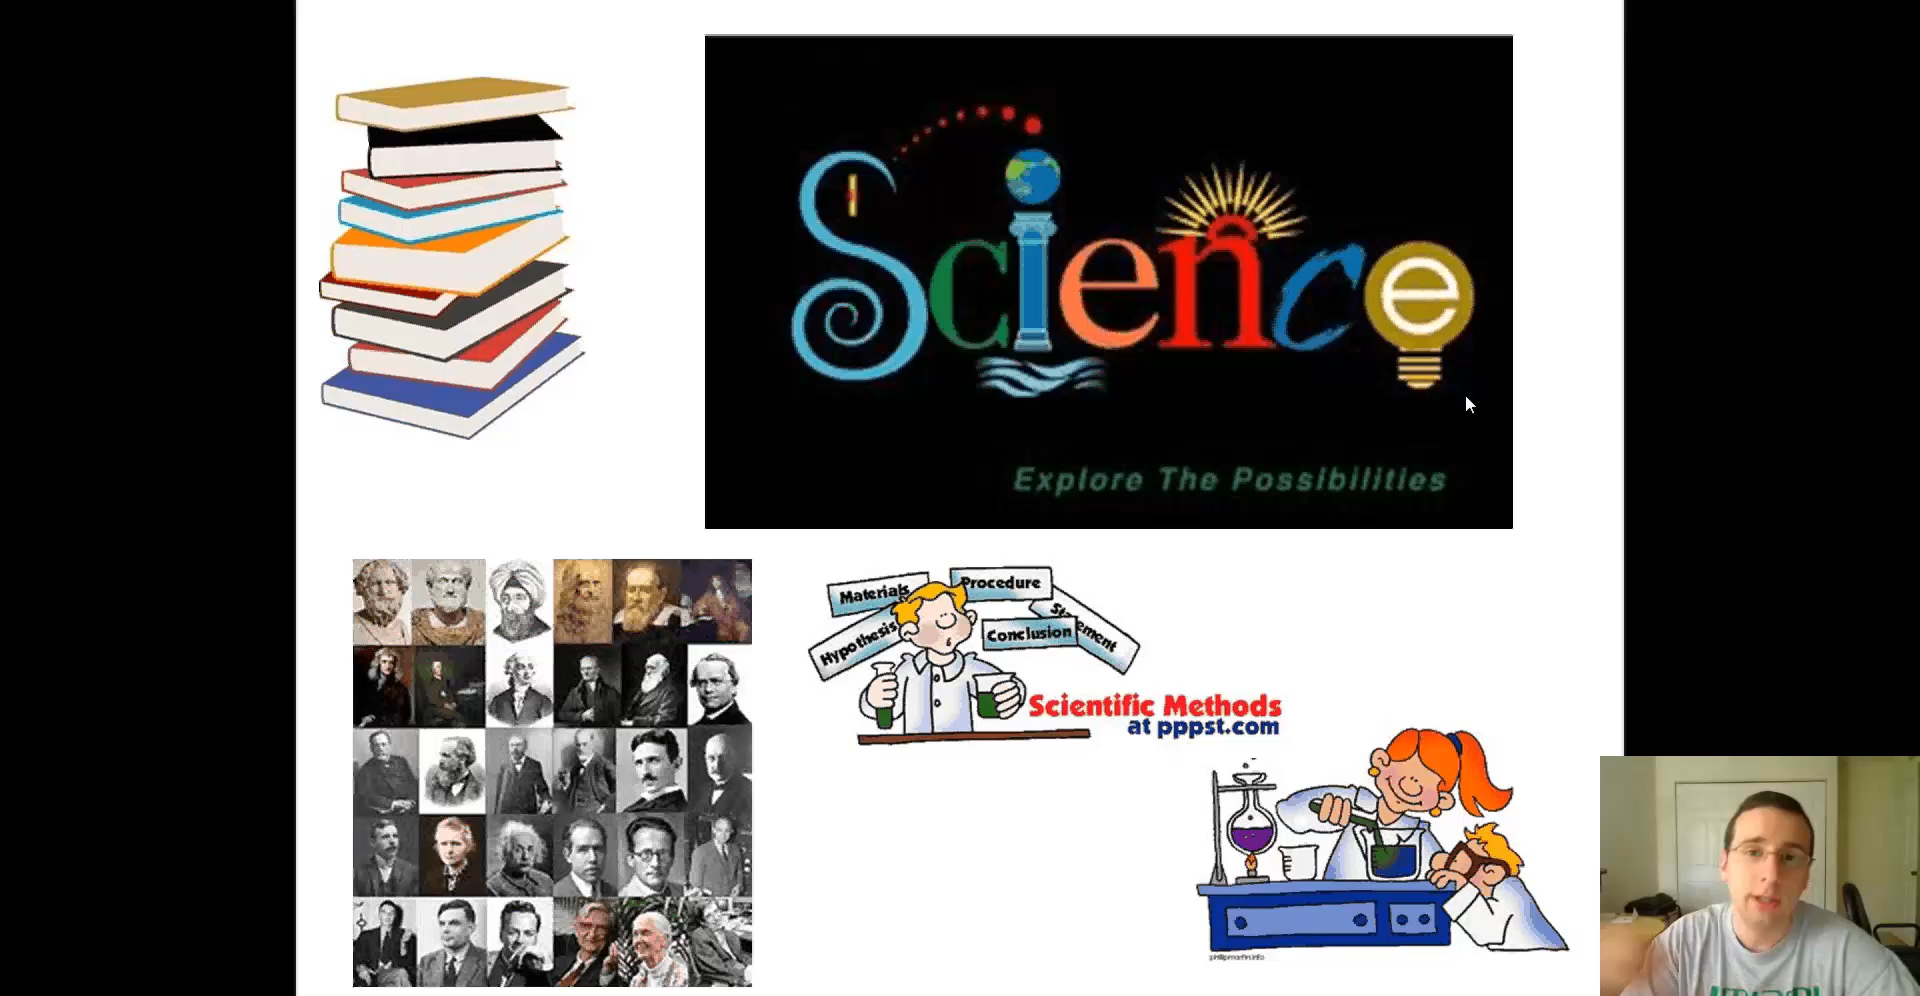 Science
Explore The Possibilities
Materials
Procedure
Hypothesis
Conclusion
Scientific Methods
at pppst.com